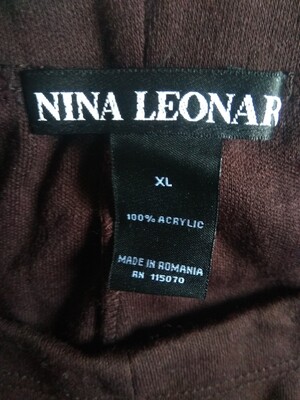 NINA LEONAR
XL
100% ACRYLIC
MADE IN ROMANIA
RN 115070